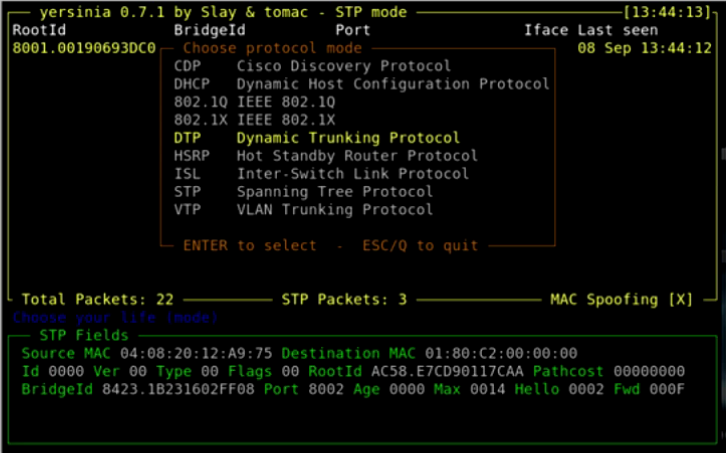 yersinia 0.7.1 by Slay & tomac - STP mode [13:44:13]
RootId BridgeId Port Iface Last seen
8001.00190693DC0 08 Sep 13:44:12
Choose protocol mode
CDP Cisco Discovery Protocol
DHCP Dynamic Host Configuration Protocol
802.1Q IEEE 802.1Q
802.1X IEEE 802.1X
DTP Dynamic Trunking Protocol
HSRP Hot Standby Router Protocol
ISL Inter-Switch Link Protocol
STP Spanning Tree Protocol
VTP VLAN Trunking Protocol
ENTER to select - ESC/Q to quit
Total Packets: 22 STP Packets: 3 MAC Spoofing [X]
Choose your life (mode)
STP Fields
Source MAC 04:08:20:12:A9:75 Destination MAC 01:80:C2:00:00:00
Id 0000 Ver 00 Type 00 Flags 00 RootId AC58.E7CD90117CAA Pathcost 00000000
BridgeId 8423.1B231602FF08 Port 8002 Age 0000 Max 0014 Hello 0002 Fwd 000F